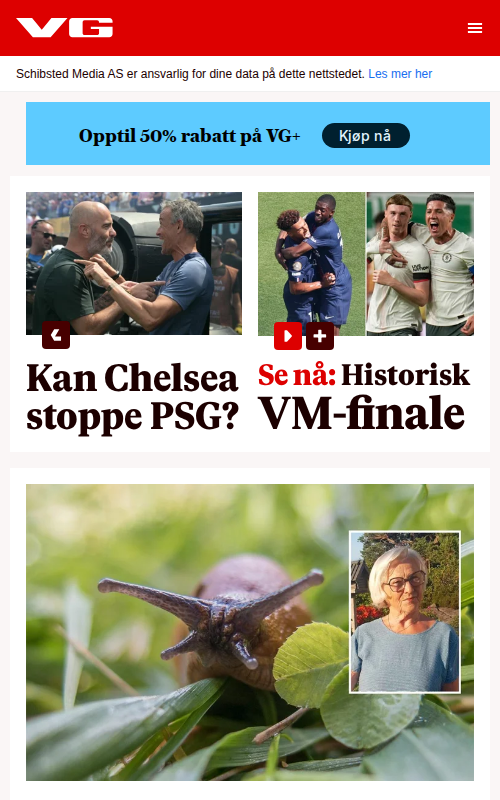 VG
Schibsted Media AS er ansvarlig for dine data på dette nettstedet. Les mer her
Opptil 50% rabatt på VG+
Kjøp nå
Kan Chelsea
stoppe PSG?
Se nå: Historisk
VM-finale